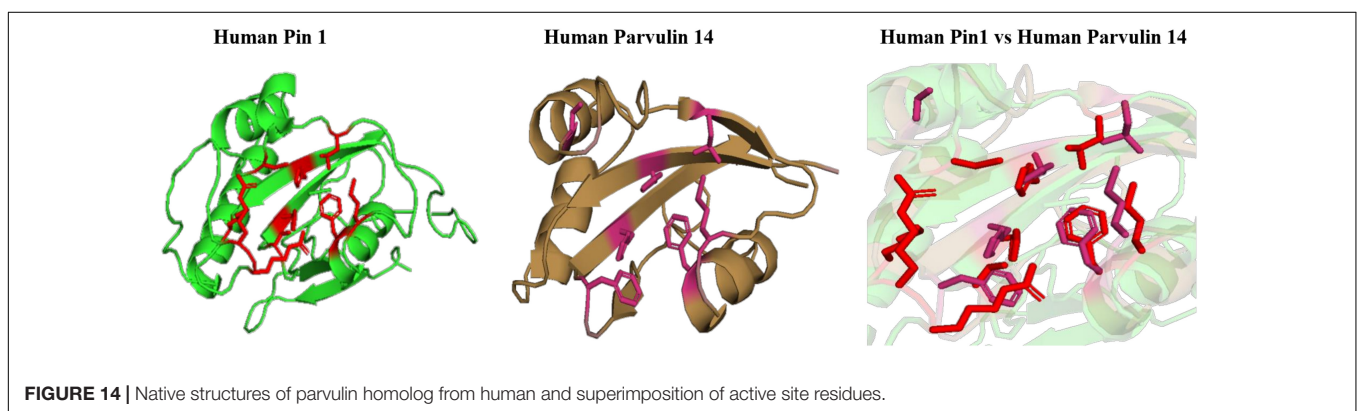 Human Pin 1
Human Parvulin 14
Human Pin1 vs Human Parvulin 14
FIGURE 14 | Native structures of parvulin homolog from human and superimposition of active site residues.